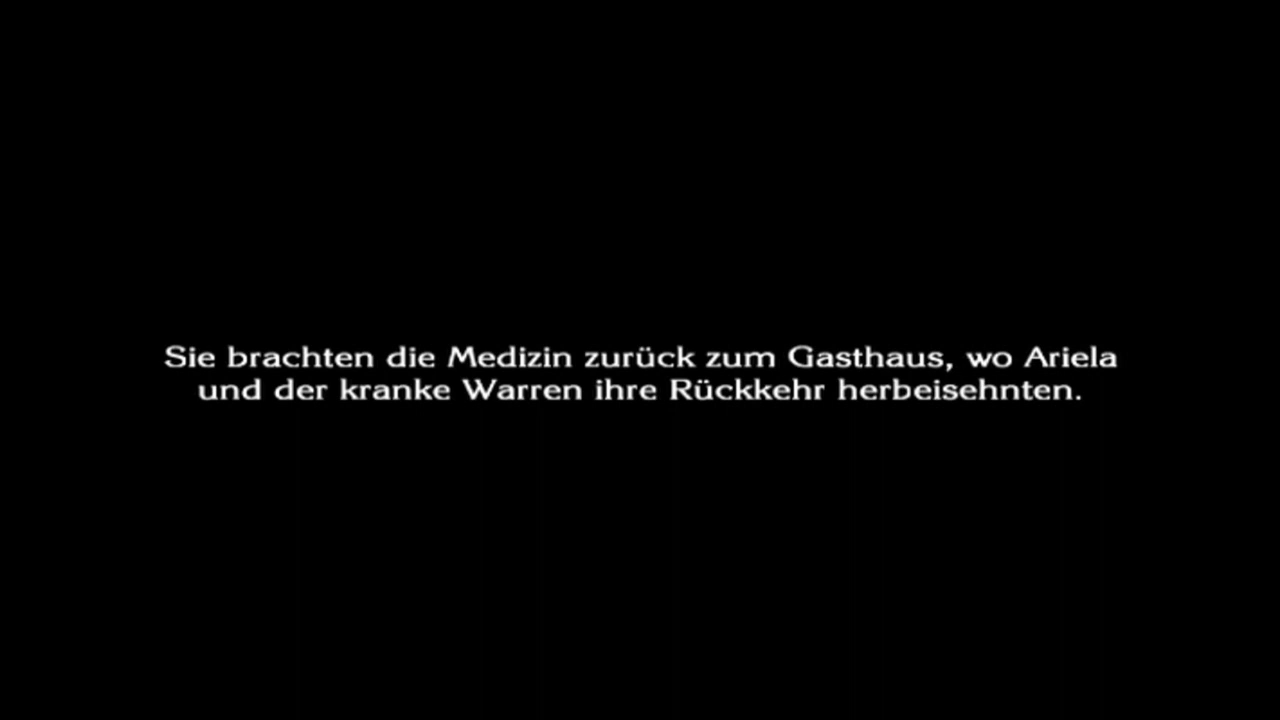 Sie brachten die Medizin zurück zum Gasthaus, wo Ariela
und der kranke Warren ihre Rückkehr herbeisehnten.